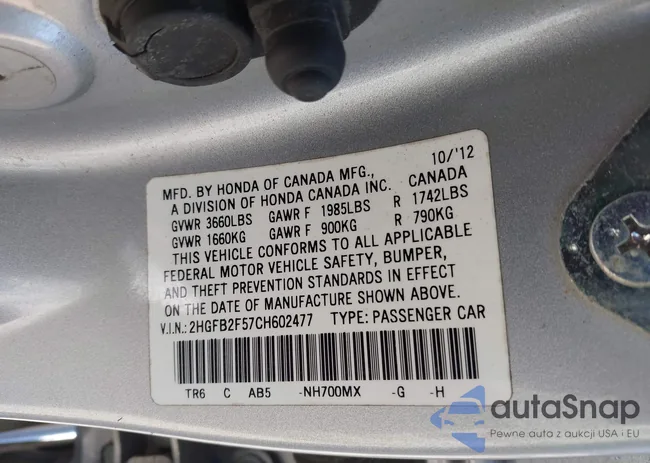 MFD. BY HONDA OF CANADA MFG., 10/'12
A DIVISION OF HONDA CANADA INC. CANADA
GVWR 3660LBS GAWR F 1985LBS R 1742LBS
GVWR 1660KG GAWR F 900KG R 790KG
THIS VEHICLE CONFORMS TO ALL APPLICABLE
FEDERAL MOTOR VEHICLE SAFETY, BUMPER,
AND THEFT PREVENTION STANDARDS IN EFFECT
ON THE DATE OF MANUFACTURE SHOWN ABOVE.
V.I.N.: 2HGFB2F57CH602477 TYPE: PASSENGER CAR
TR6 C AB5 -NH700MX -G -H
autaSnap
Pewne auta z aukcji USA i EU